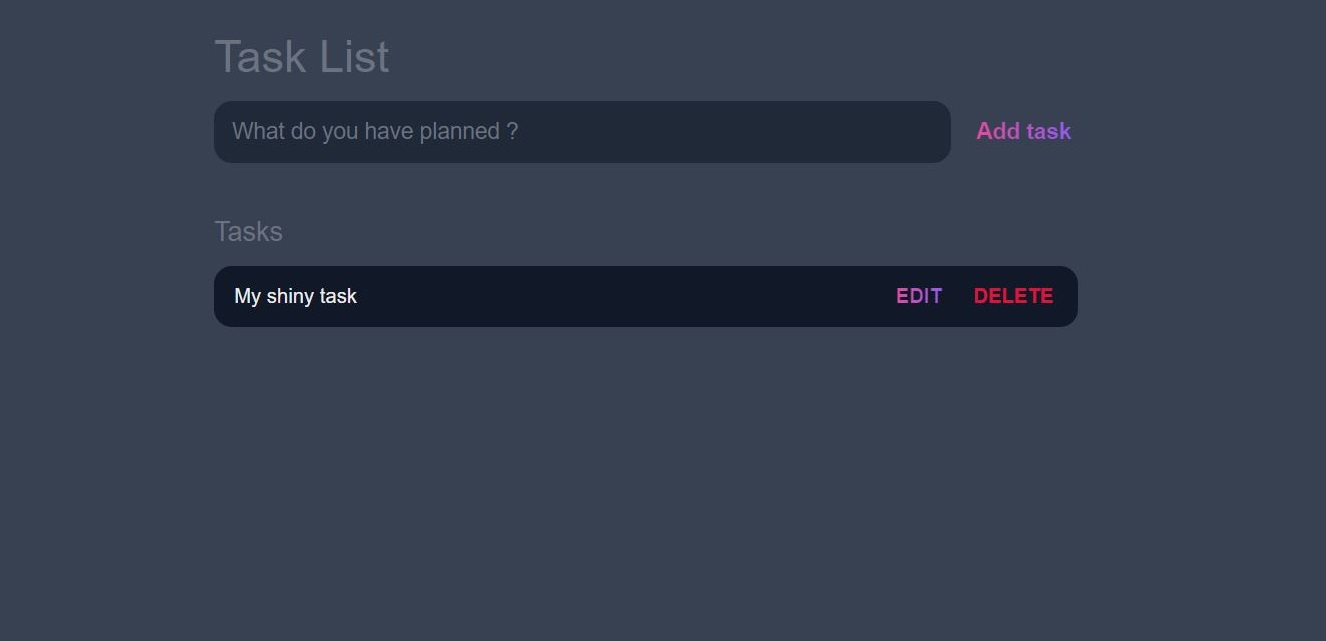 Task List
What do you have planned ?
Add task
Tasks
My shiny task
EDIT
DELETE